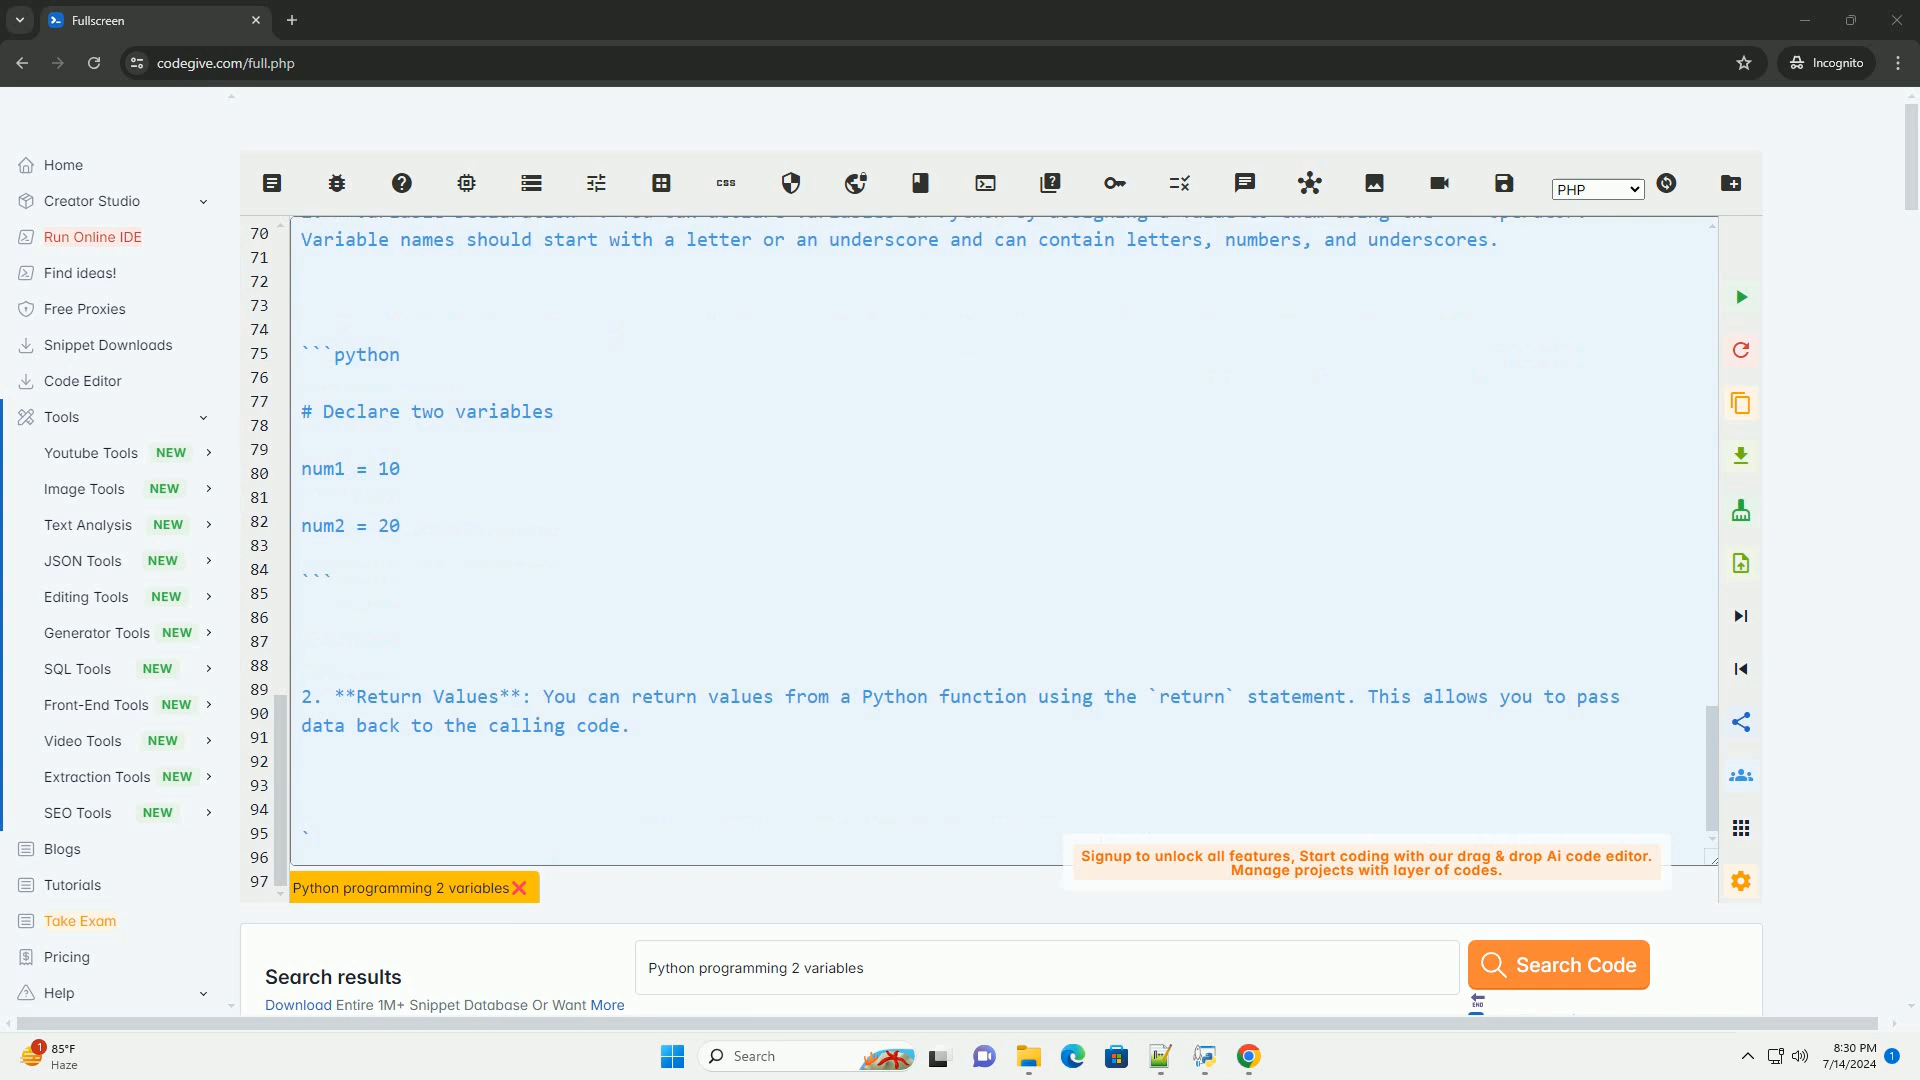 Fullscreen
codegive.com/full.php
Incognito
Home
Creator Studio
Run Online IDE
Find ideas!
Free Proxies
Snippet Downloads
Code Editor
Tools
Youtube Tools NEW
Image Tools NEW
Text Analysis NEW
JSON Tools NEW
Editing Tools NEW
Generator Tools NEW
SQL Tools NEW
Front-End Tools NEW
Video Tools NEW
Extraction Tools NEW
SEO Tools NEW
Blogs
Tutorials
Take Exam
Pricing
Help
css
PHP
70
71
72
73
74
75
76
77
78
79
80
81
82
83
84
85
86
87
88
89
90
91
92
93
94
95
96
97
Variable names should start with a letter or an underscore and can contain letters, numbers, and underscores.
```python
# Declare two variables
num1 = 10
num2 = 20
```
2. **Return Values**: You can return values from a Python function using the `return` statement. This allows you to pass
data back to the calling code.
`
Signup to unlock all features, Start coding with our drag & drop Ai code editor.
Manage projects with layer of codes.
Python programming 2 variables
Search results
Download Entire 1M+ Snippet Database Or Want More
Python programming 2 variables
Search Code
END
1
85°F
Haze
Search
8:30 PM
7/14/2024
1